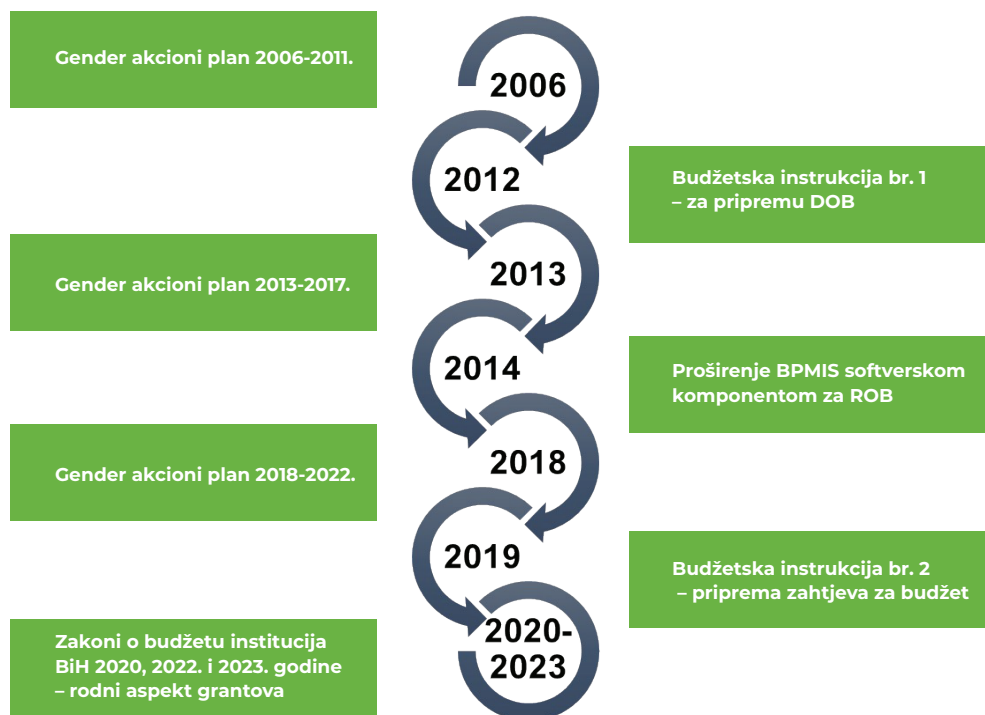 Gender akcioni plan 2006-2011.
2006
2012
Budžetska instrukcija br. 1
– za pripremu DOB
Gender akcioni plan 2013-2017.
2013
2014
Proširenje BPMIS softverskom
komponentom za ROB
Gender akcioni plan 2018-2022.
2018
2019
Budžetska instrukcija br. 2
– priprema zahtjeva za budžet
Zakoni o budžetu institucija
BiH 2020, 2022. i 2023. godine
– rodni aspekt grantova
2020-
2023